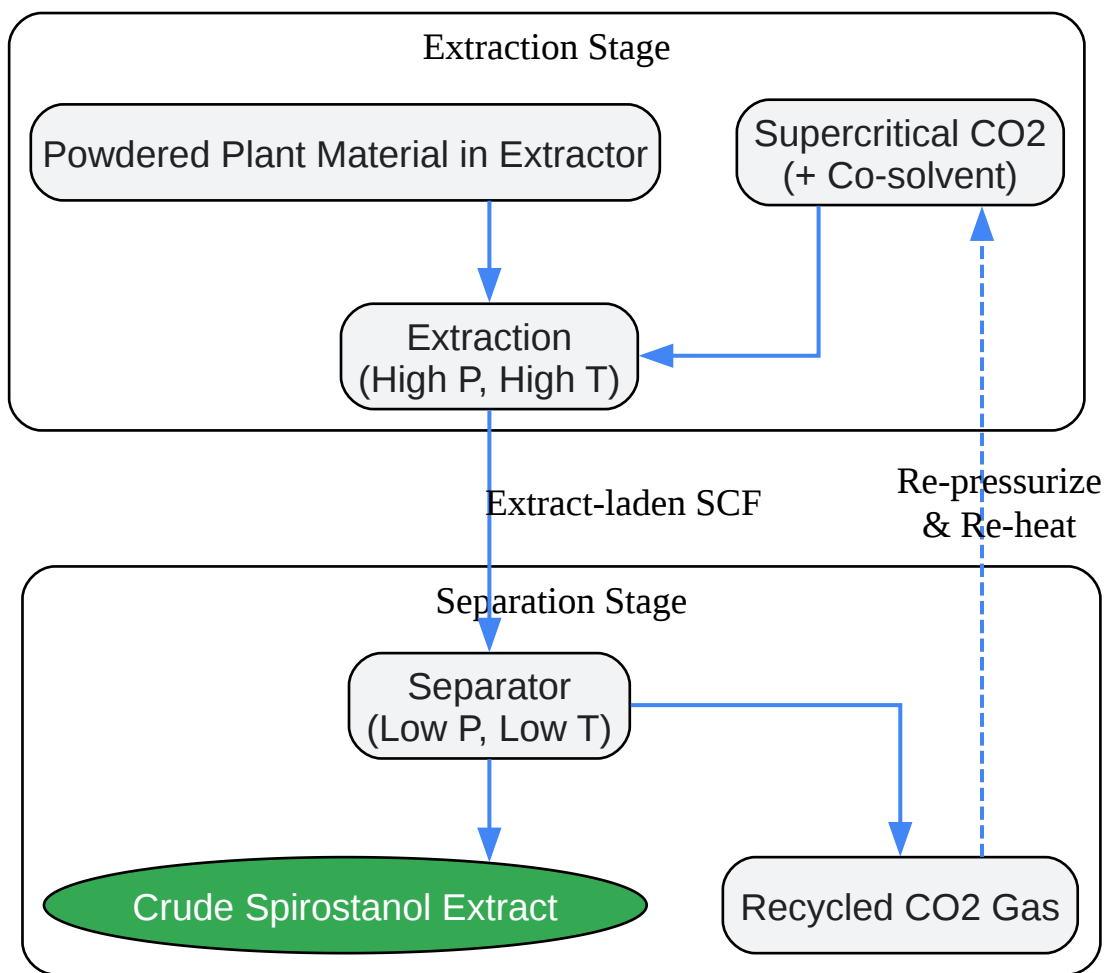 Extraction Stage
Powdered Plant Material in Extractor
Supercritical CO2
(+ Co-solvent)
Extraction
(High P, High T)
Extract-laden SCF
Re-pressurize
& Re-heat
Separation Stage
Separator
(Low P, Low T)
Crude Spirostanol Extract
Recycled CO2 Gas